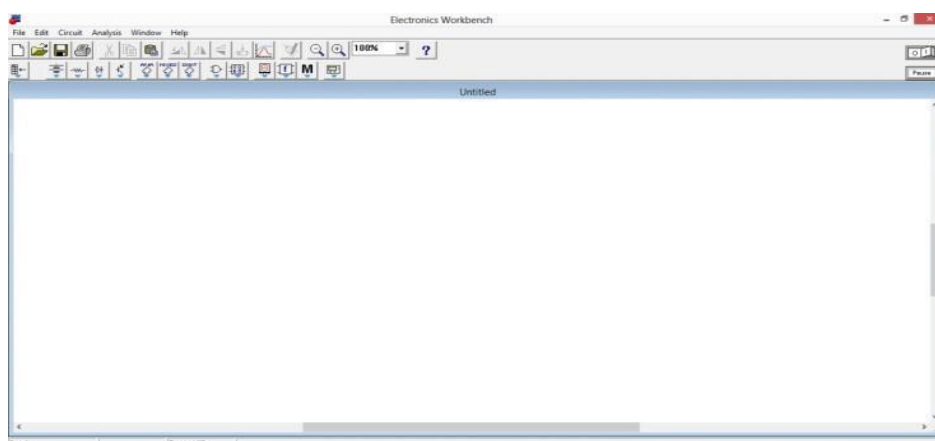 Electronics Workbench
File Edit Circuit Analysis Window Help
100% ?
M
Pause
Untitled